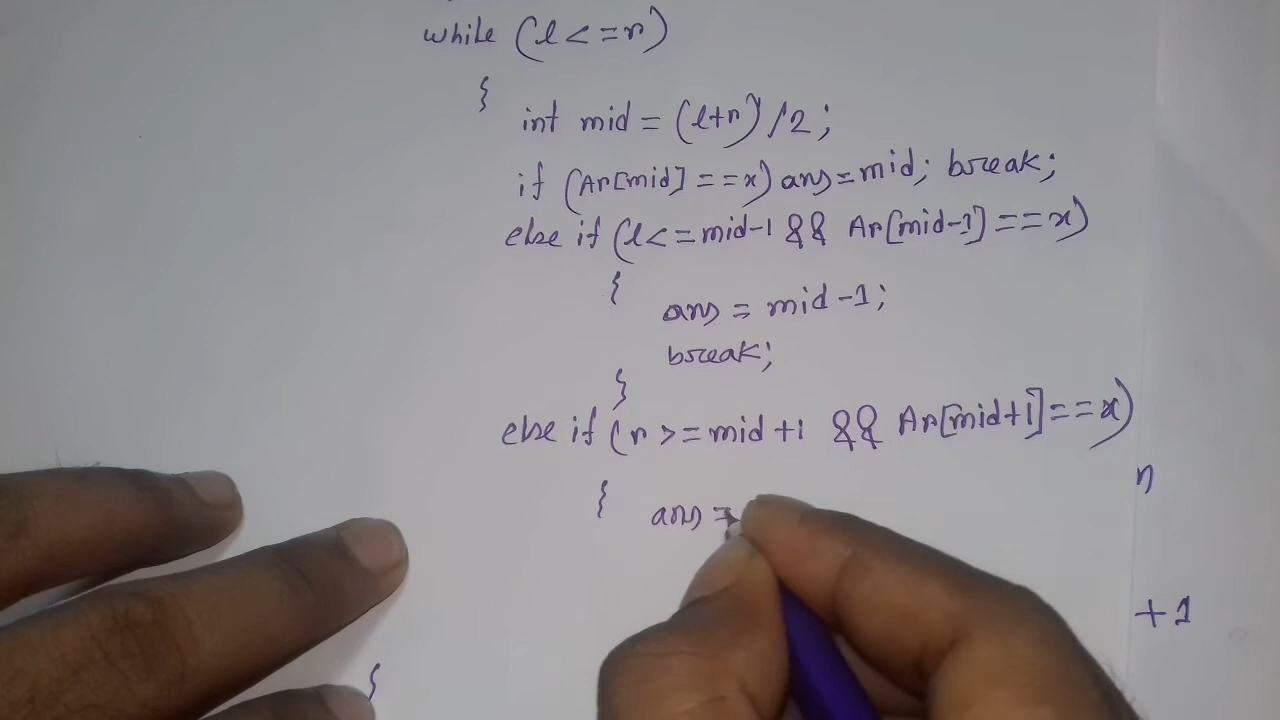 while (l<=r)
{
int mid = (l+r)/2;
if (Ar[mid] == x) ans=mid; break;
else if (l<=mid-1 && Ar[mid-1]==x)
{
ans = mid-1;
break;
}
else if (r>=mid+1 && Ar[mid+1]==x)
n
{ ans =
+1
}